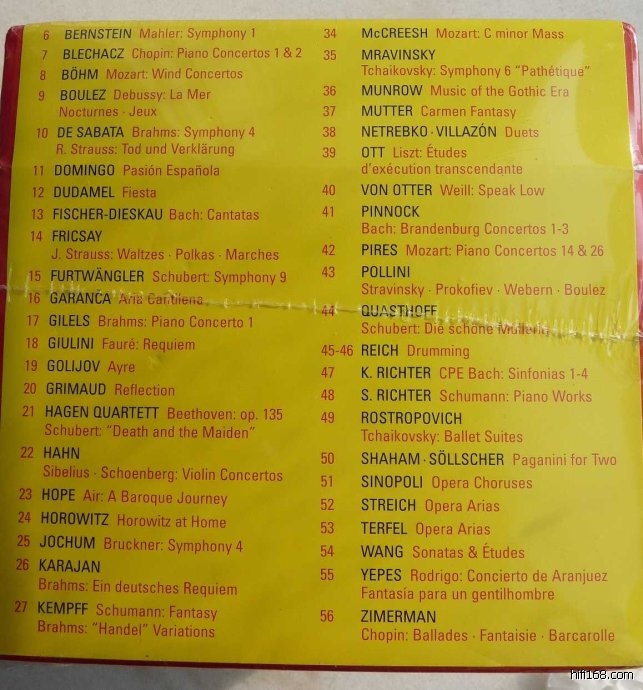 6 BERNSTEIN Mahler: Symphony 1
7 BLECHACZ Chopin: Piano Concertos 1 & 2
8 BÖHM Mozart: Wind Concertos
9 BOULEZ Debussy: La Mer
Nocturnes · Jeux
10 DE SABATA Brahms: Symphony 4
R. Strauss: Tod und Verklärung
11 DOMINGO Pasión Española
12 DUDAMEL Fiesta
13 FISCHER-DIESKAU Bach: Cantatas
14 FRICSAY
J. Strauss: Waltzes · Polkas · Marches
15 FURTWÄNGLER Schubert: Symphony 9
16 GARANČA Aria Cantilena
17 GILELS Brahms: Piano Concerto 1
18 GIULINI Fauré: Requiem
19 GOLIJOV Ayre
20 GRIMAUD Reflection
21 HAGEN QUARTETT Beethoven: op. 135
Schubert: "Death and the Maiden"
22 HAHN
Sibelius · Schoenberg: Violin Concertos
23 HOPE Air: A Baroque Journey
24 HOROWITZ Horowitz at Home
25 JOCHUM Bruckner: Symphony 4
26 KARAJAN
Brahms: Ein deutsches Requiem
27 KEMPFF Schumann: Fantasy
Brahms: "Handel" Variations
34 McCREESH Mozart: C minor Mass
35 MRAVINSKY
Tchaikovsky: Symphony 6 "Pathétique"
36 MUNROW Music of the Gothic Era
37 MUTTER Carmen Fantasy
38 NETREBKO · VILLAZÓN Duets
39 OTT Liszt: Études
d'exécution transcendante
40 VON OTTER Weill: Speak Low
41 PINNOCK
Bach: Brandenburg Concertos 1-3
42 PIRES Mozart: Piano Concertos 14 & 26
43 POLLINI
Stravinsky · Prokofiev · Webern · Boulez
44 QUASTHOFF
Schubert: Die schöne Müllerin
45-46 REICH Drumming
47 K. RICHTER CPE Bach: Sinfonias 1-4
48 S. RICHTER Schumann: Piano Works
49 ROSTROPOVICH
Tchaikovsky: Ballet Suites
50 SHAHAM · SÖLLSCHER Paganini for Two
51 SINOPOLI Opera Choruses
52 STREICH Opera Arias
53 TERFEL Opera Arias
54 WANG Sonatas & Études
55 YEPES Rodrigo: Concierto de Aranjuez
Fantasía para un gentilhombre
56 ZIMERMAN
Chopin: Ballades · Fantaisie · Barcarolle
hifi168.com